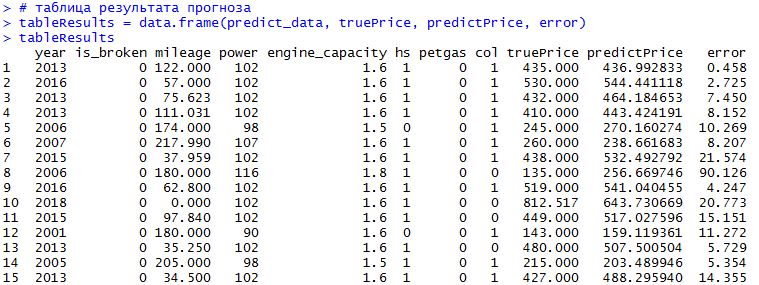 > # таблица результата прогноза
> tableResults = data.frame(predict_data, truePrice, predictPrice, error)
> tableResults
year is_broken mileage power engine_capacity hs petgas col truePrice predictPrice error
1 2013 0 122.000 102 1.6 1 0 1 435.000 436.992833 0.458
2 2016 0 57.000 102 1.6 1 0 1 530.000 544.441118 2.725
3 2013 0 75.623 102 1.6 1 0 1 432.000 464.184653 7.450
4 2013 0 111.031 102 1.6 1 0 1 410.000 443.424191 8.152
5 2006 0 174.000 98 1.5 0 0 1 245.000 270.160274 10.269
6 2007 0 217.990 107 1.6 1 0 1 260.000 238.661683 8.207
7 2015 0 37.959 102 1.6 1 0 1 438.000 532.492792 21.574
8 2006 0 180.000 116 1.8 1 0 0 135.000 256.669746 90.126
9 2016 0 62.800 102 1.6 1 0 1 519.000 541.040455 4.247
10 2018 0 0.000 102 1.6 1 0 0 812.517 643.730669 20.773
11 2015 0 97.840 102 1.6 1 0 0 449.000 517.027596 15.151
12 2001 0 180.000 90 1.6 0 0 1 143.000 159.119361 11.272
13 2013 0 35.250 102 1.6 1 0 0 480.000 507.500504 5.729
14 2005 0 205.000 98 1.5 1 0 1 215.000 203.489946 5.354
15 2013 0 34.500 102 1.6 1 0 1 427.000 488.295940 14.355